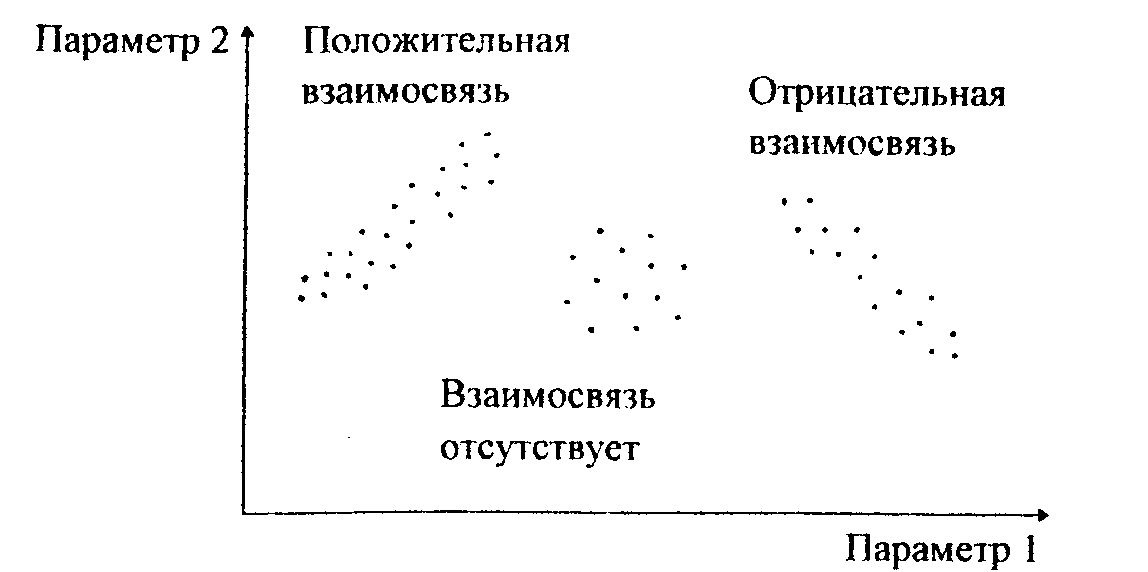 Параметр 2
Положительная
взаимосвязь
Отрицательная
взаимосвязь
Взаимосвязь
отсутствует
Параметр 1